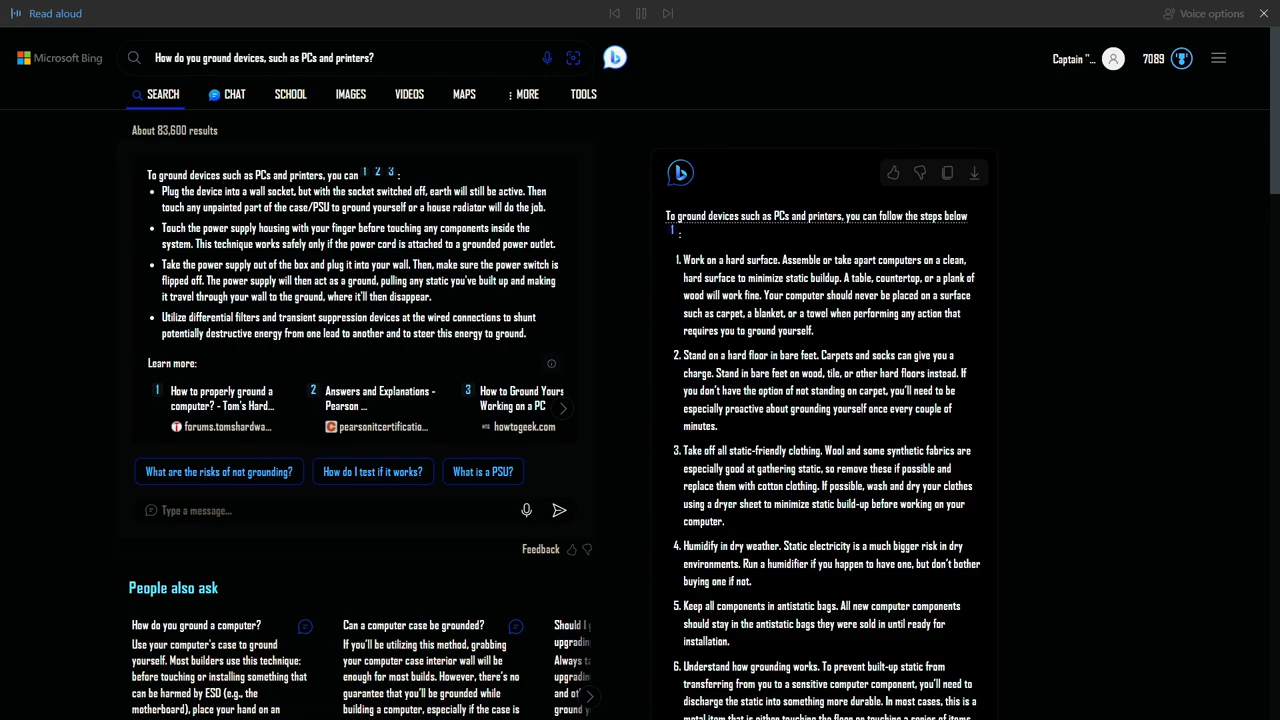 Read aloud
Voice options
Microsoft Bing
How do you ground devices, such as PCs and printers?
Captain "...
7089
SEARCH
CHAT
SCHOOL
IMAGES
VIDEOS
MAPS
MORE
TOOLS
About 83,600 results
To ground devices such as PCs and printers, you can 1 2 3 :
• Plug the device into a wall socket, but with the socket switched off, earth will still be active. Then
touch any unpainted part of the case/PSU to ground yourself or a house radiator will do the job.
• Touch the power supply housing with your finger before touching any components inside the
system. This technique works safely only if the power cord is attached to a grounded power outlet.
• Take the power supply out of the box and plug it into your wall. Then, make sure the power switch is
flipped off. The power supply will then act as a ground, pulling any static you've built up and making
it travel through your wall to the ground, where it'll then disappear.
• Utilize differential filters and transient suppression devices at the wired connections to shunt
potentially destructive energy from one lead to another and to steer this energy to ground.
Learn more:
1 How to properly ground a
computer? - Tom's Hard...
forums.tomshardwa...
2 Answers and Explanations -
Pearson ...
pearsonitcertificatio...
3 How to Ground Yours
Working on a PC
howtogeek.com
What are the risks of not grounding?
How do I test if it works?
What is a PSU?
Type a message...
Feedback
People also ask
How do you ground a computer?
Use your computer's case to ground
yourself. Most builders use this technique:
before touching or installing something that
can be harmed by ESD (e.g., the
motherboard), place your hand on an
Can a computer case be grounded?
If you'll be utilizing this method, grabbing
your computer case interior wall will be
enough for most builds. However, there's no
guarantee that you'll be grounded while
building a computer, especially if the case is
Should I g
upgradin
Always ta
upgradin
and ot
ground y
To ground devices such as PCs and printers, you can follow the steps below
1 :
1. Work on a hard surface. Assemble or take apart computers on a clean,
hard surface to minimize static buildup. A table, countertop, or a plank of
wood will work fine. Your computer should never be placed on a surface
such as carpet, a blanket, or a towel when performing any action that
requires you to ground yourself.
2. Stand on a hard floor in bare feet. Carpets and socks can give you a
charge. Stand in bare feet on wood, tile, or other hard floors instead. If
you don't have the option of not standing on carpet, you'll need to be
especially proactive about grounding yourself once every couple of
minutes.
3. Take off all static-friendly clothing. Wool and some synthetic fabrics are
especially good at gathering static, so remove these if possible and
replace them with cotton clothing. If possible, wash and dry your clothes
using a dryer sheet to minimize static build-up before working on your
computer.
4. Humidify in dry weather. Static electricity is a much bigger risk in dry
environments. Run a humidifier if you happen to have one, but don't bother
buying one if not.
5. Keep all components in antistatic bags. All new computer components
should stay in the antistatic bags they were sold in until ready for
installation.
6. Understand how grounding works. To prevent built-up static from
transferring from you to a sensitive computer component, you'll need to
discharge the static into something more durable. In most cases, this is a
metal item that is either touching the floor or touching a series of items